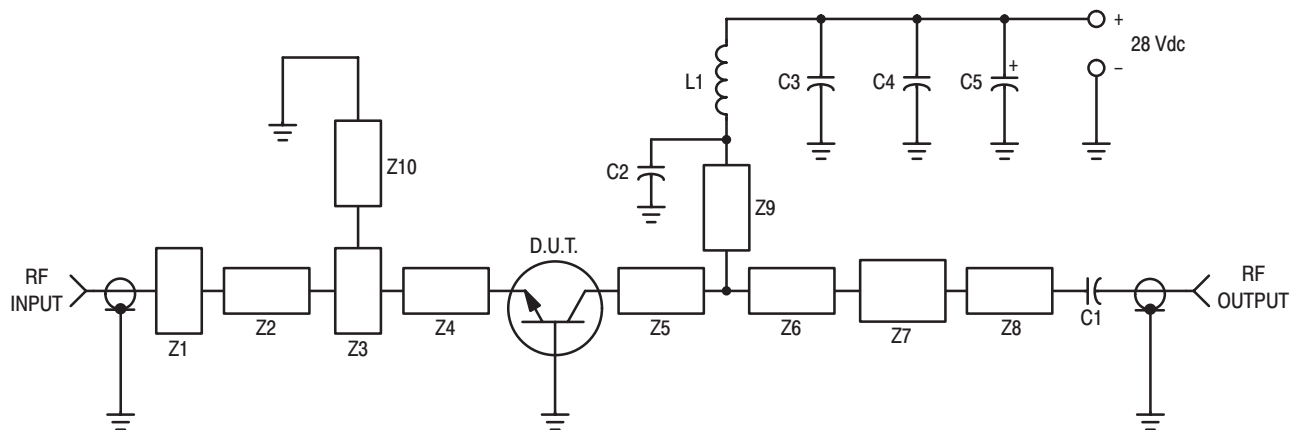 +
28 Vdc
−
L1
C3
C4
+
C5
Z10
C2
Z9
D.U.T.
RF
INPUT
RF
OUTPUT
Z1
Z2
Z3
Z4
Z5
Z6
Z7
Z8
C1